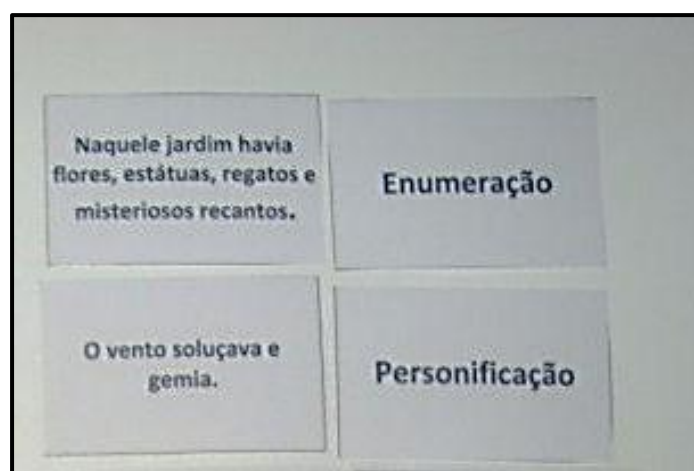 Naquele jardim havia
flores, estátuas, regatos e
misteriosos recantos.
Enumeração
O vento soluçava e
gemia.
Personificação